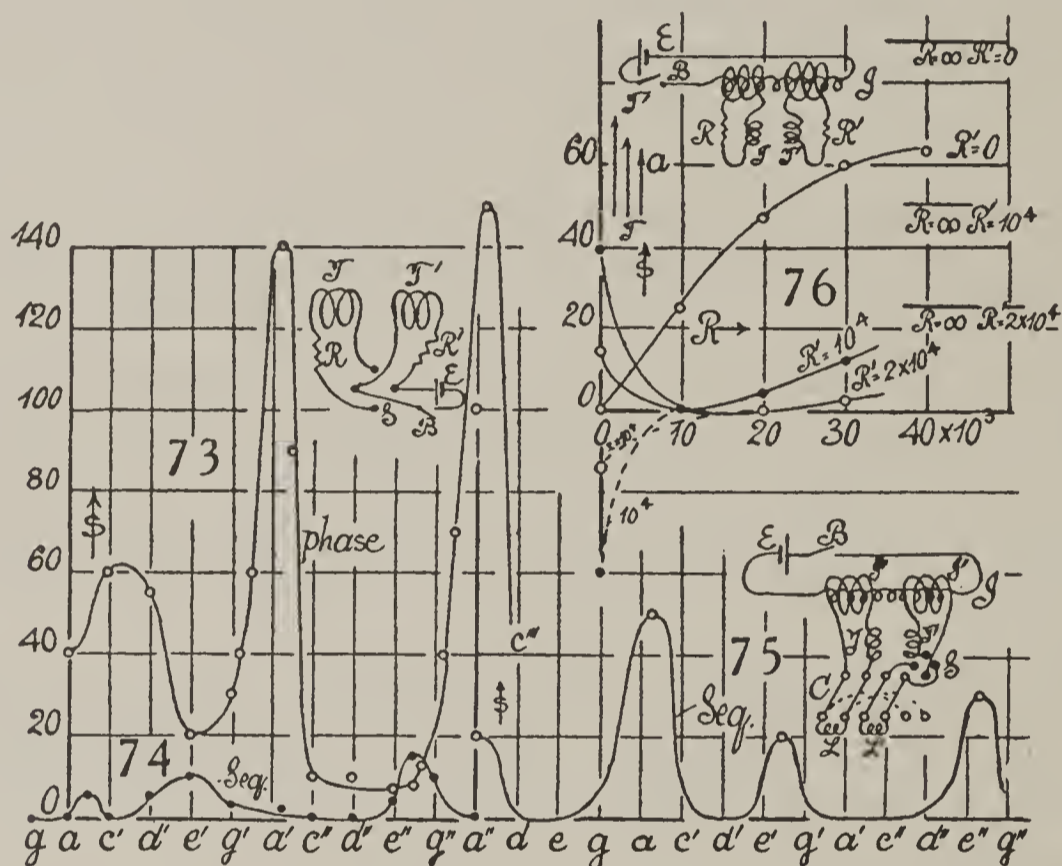 E
B
R=∞ R'=0
T'
J
R
R'
T
T'
60
a
R'=0
T
R=∞ R'=10⁴
140
T
T'
40
$
76
120
R=∞ R=2×10⁴
20
R→
R'=10⁴
R
R'
E
R'=2×10⁴
100
S
B
0
0
10
20
30
40×10³
73
80
$
10⁴
phase
E
B
60
J
c'''
75
T
T'
40
$
Seq.
C
S
20
74
Seq.
0
g a c' d' e' g' a' c'' d'' e'' g'' a'' d e g a c' d' e' g' a' c'' d'' e'' g''